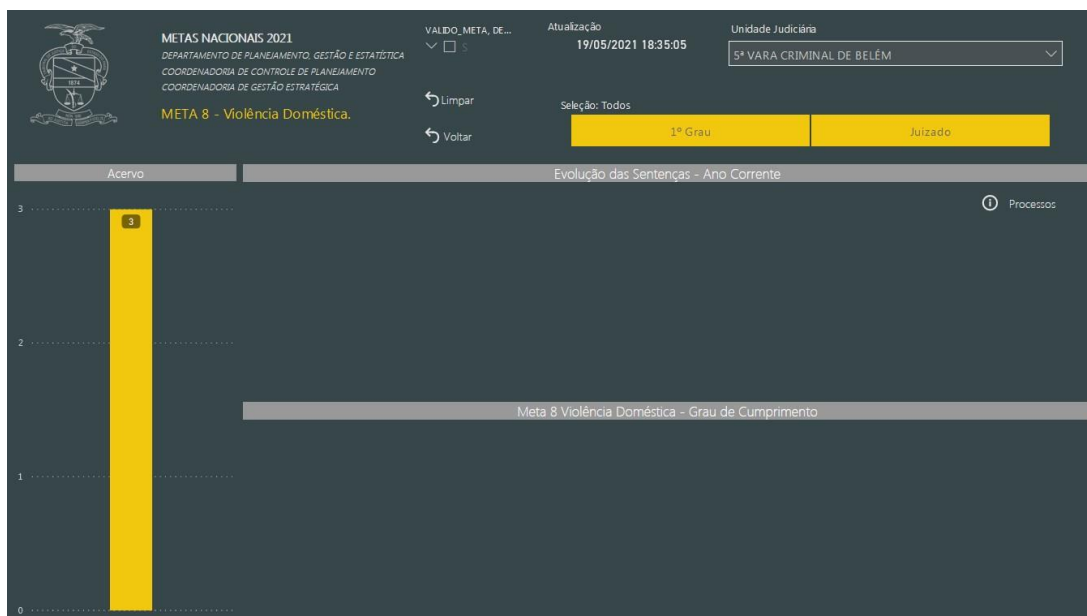 METAS NACIONAIS 2021
DEPARTAMENTO DE PLANEJAMENTO, GESTÃO E ESTATÍSTICA
COORDENADORIA DE CONTROLE DE PLANEJAMENTO
COORDENADORIA DE GESTÃO ESTRATÉGICA
META 8 - Violência Doméstica.
1874
VALIDO_META, DE...
S
Limpar
Voltar
Atualização
19/05/2021 18:35:05
Unidade Judiciária
5ª VARA CRIMINAL DE BELÉM
Seleção: Todos
1º Grau
Juizado
Acervo
Evolução das Sentenças - Ano Corrente
Processos
3
3
2
1
0
Meta 8 Violência Doméstica - Grau de Cumprimento